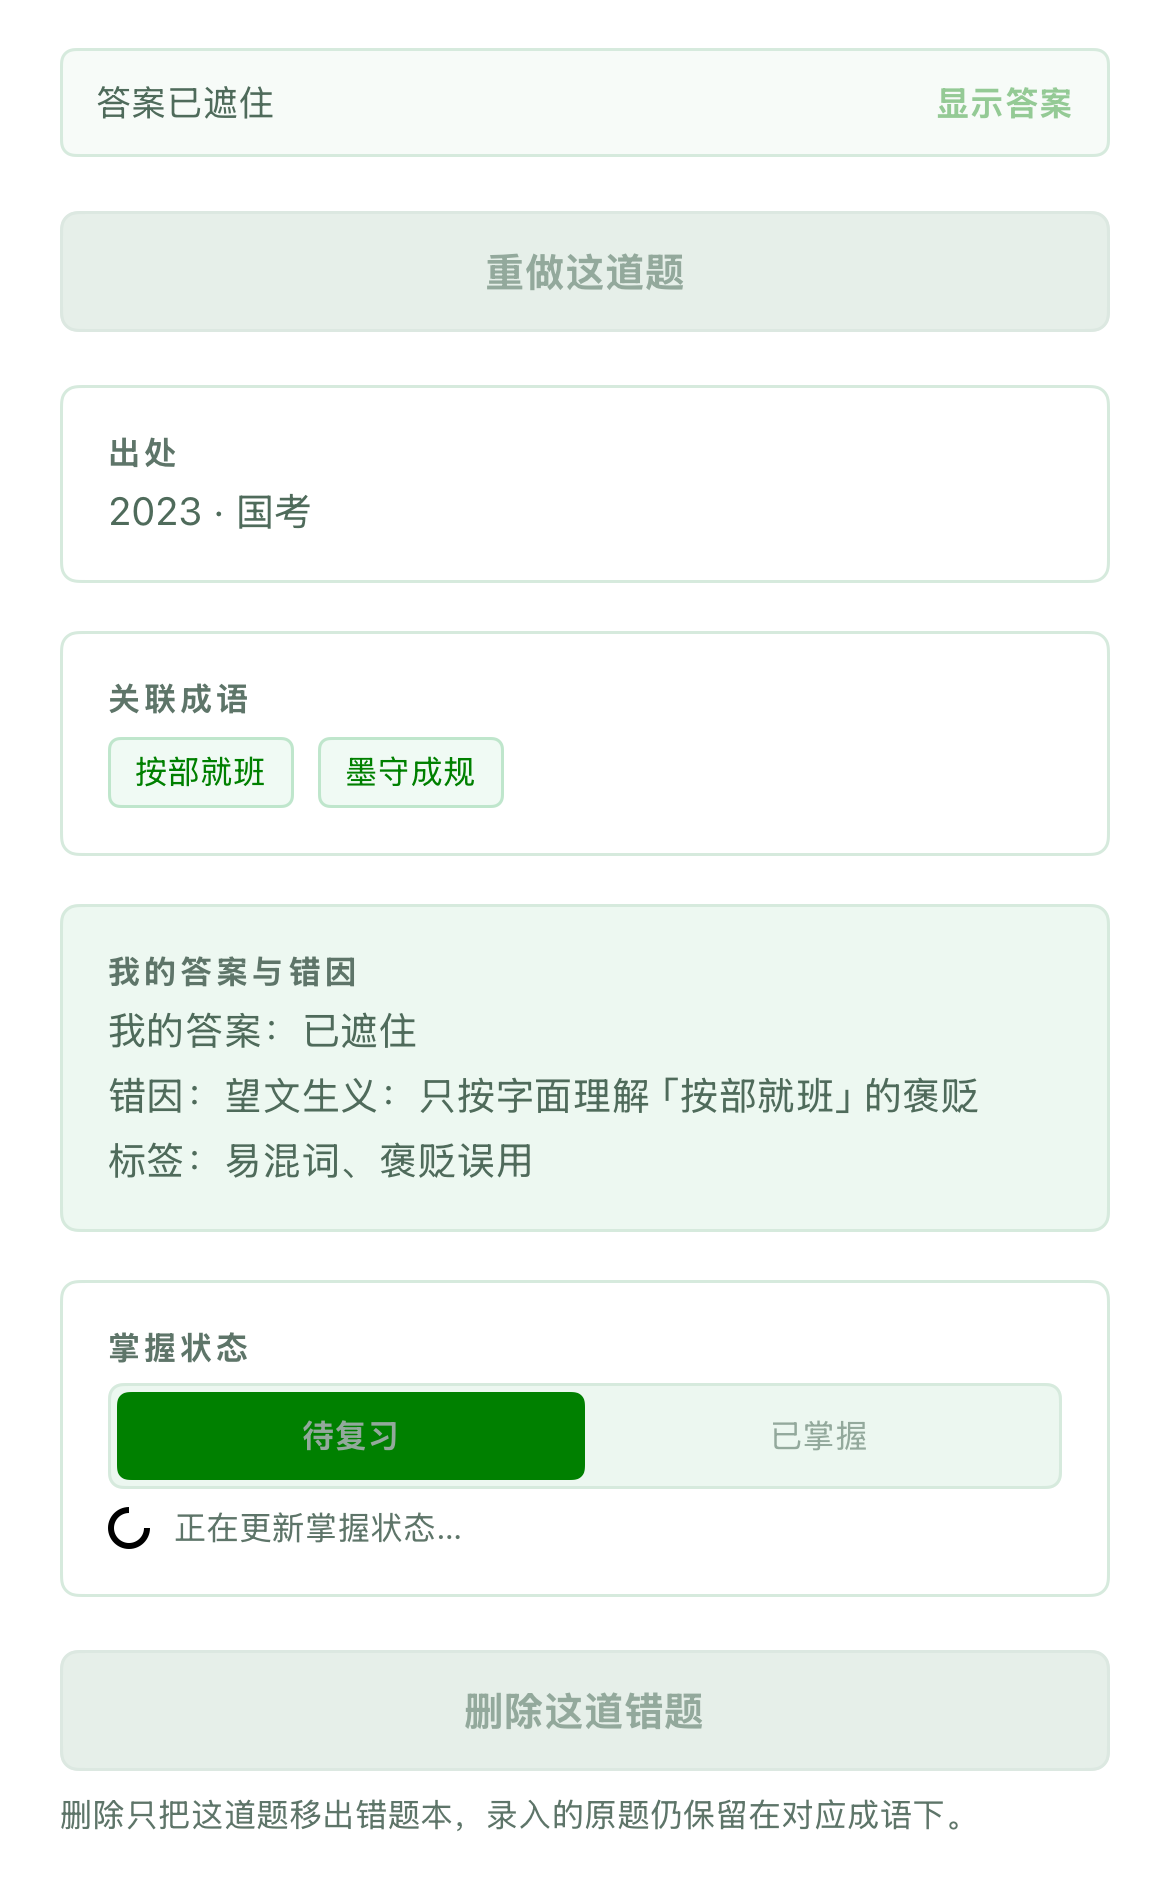 答案已遮住 显示答案
重做这道题
出处
2023 · 国考
关联成语
按部就班 墨守成规
我的答案与错因
我的答案：已遮住
错因：望文生义：只按字面理解「按部就班」的褒贬
标签：易混词、褒贬误用
掌握状态
待复习 已掌握
正在更新掌握状态…
删除这道错题
删除只把这道题移出错题本，录入的原题仍保留在对应成语下。